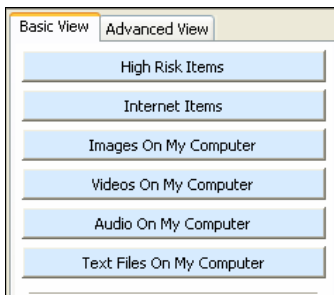 Basic View Advanced View
High Risk Items
Internet Items
Images On My Computer
Videos On My Computer
Audio On My Computer
Text Files On My Computer